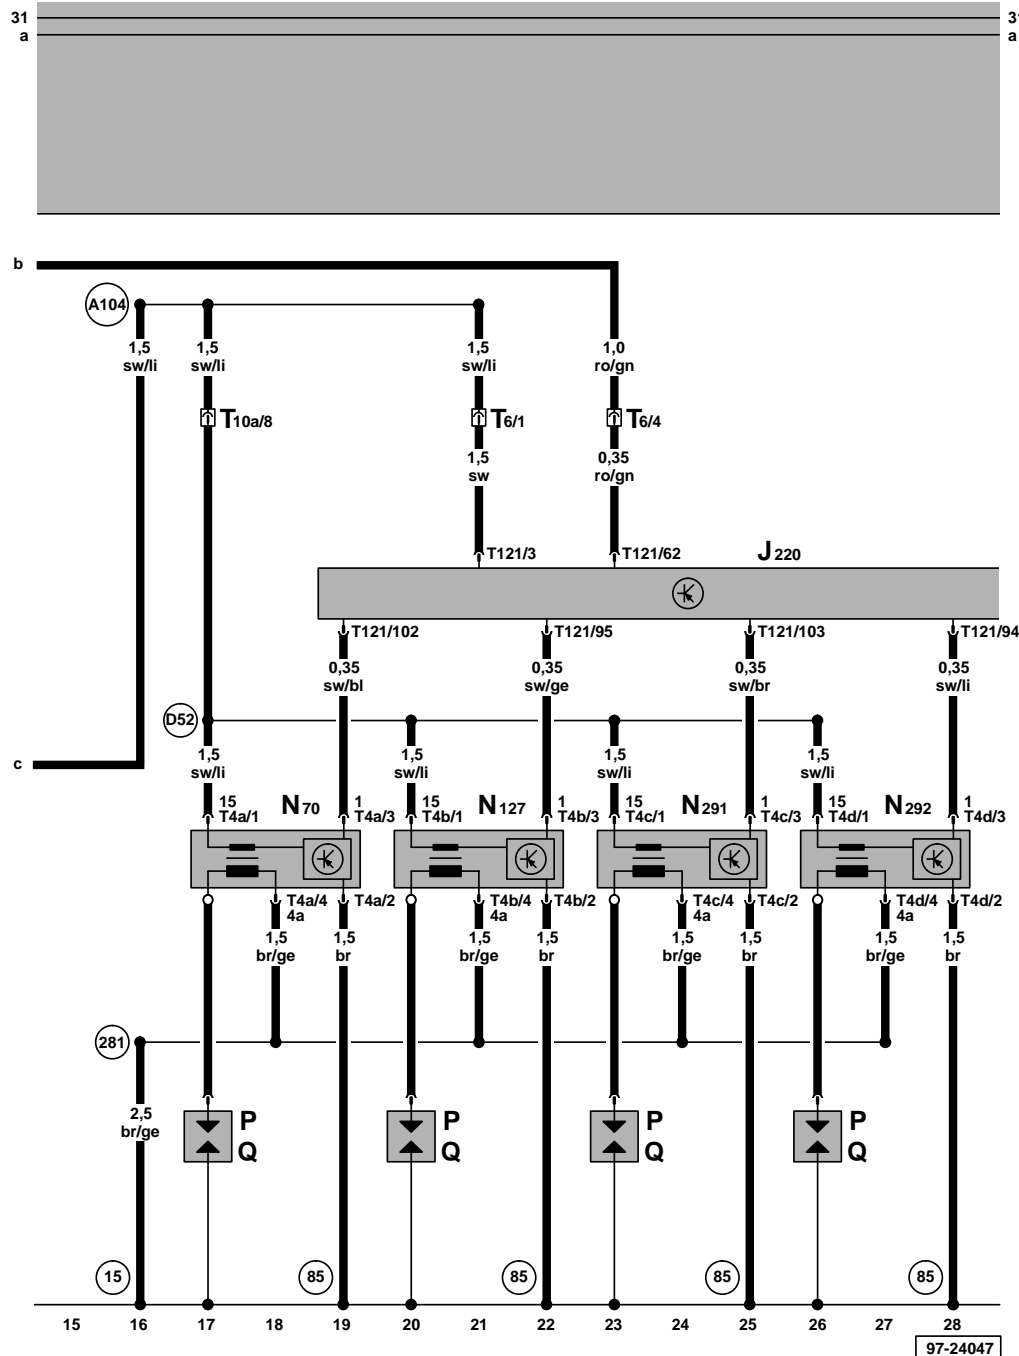 31 31
a a
b
A104
1,5 1,5 1,5 1,0
sw/li sw/li sw/li ro/gn
T10a/8 T6/1 T6/4
1,5 0,35
sw ro/gn
T121/3 T121/62 J220
T121/102 T121/95 T121/103 T121/94
0,35 0,35 0,35 0,35
sw/bl sw/ge sw/br sw/li
D52
1,5 1,5 1,5 1,5
c sw/li sw/li sw/li sw/li
15 N70 1 15 N127 1 15 N291 1 15 N292 1
T4a/1 T4a/3 T4b/1 T4b/3 T4c/1 T4c/3 T4d/1 T4d/3
T4a/4 T4a/2 T4b/4 T4b/2 T4c/4 T4c/2 T4d/4 T4d/2
4a 4a 4a 4a
1,5 1,5 1,5 1,5 1,5 1,5 1,5 1,5
br/ge br br/ge br br/ge br br/ge br
281
2,5 P P P P
br/ge Q Q Q Q
15 85 85 85 85
15 16 17 18 19 20 21 22 23 24 25 26 27 28
97-24047